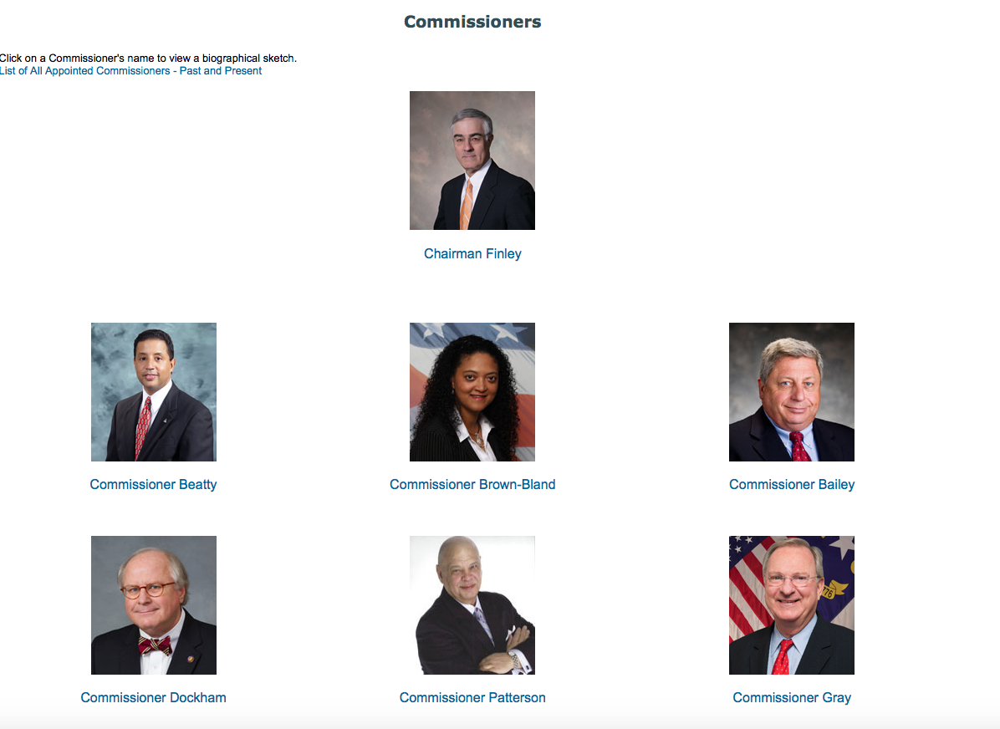 Commissioners
Click on a Commissioner's name to view a biographical sketch.
List of All Appointed Commissioners - Past and Present
Chairman Finley
Commissioner Beatty
Commissioner Brown-Bland
Commissioner Bailey
776
Commissioner Dockham
Commissioner Patterson
Commissioner Gray